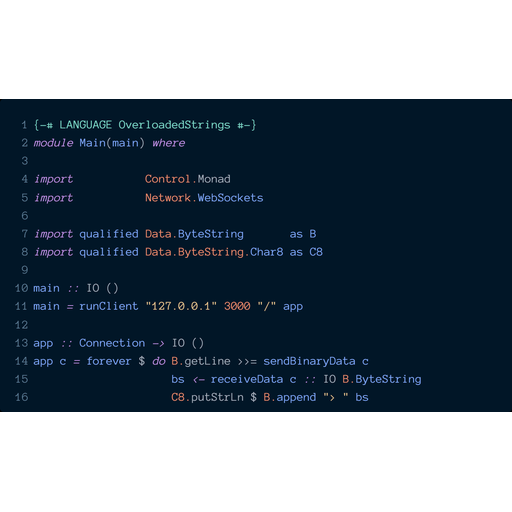 1 {-# LANGUAGE OverloadedStrings #-}
2 module Main(main) where
3
4 import           Control.Monad
5 import           Network.WebSockets
6
7 import qualified Data.ByteString       as B
8 import qualified Data.ByteString.Char8 as C8
9
10 main :: IO ()
11 main = runClient "127.0.0.1" 3000 "/" app
12
13 app :: Connection -> IO ()
14 app c = forever $ do B.getLine >>= sendBinaryData c
15                      bs <- receiveData c :: IO B.ByteString
16                      C8.putStrLn $ B.append "> " bs